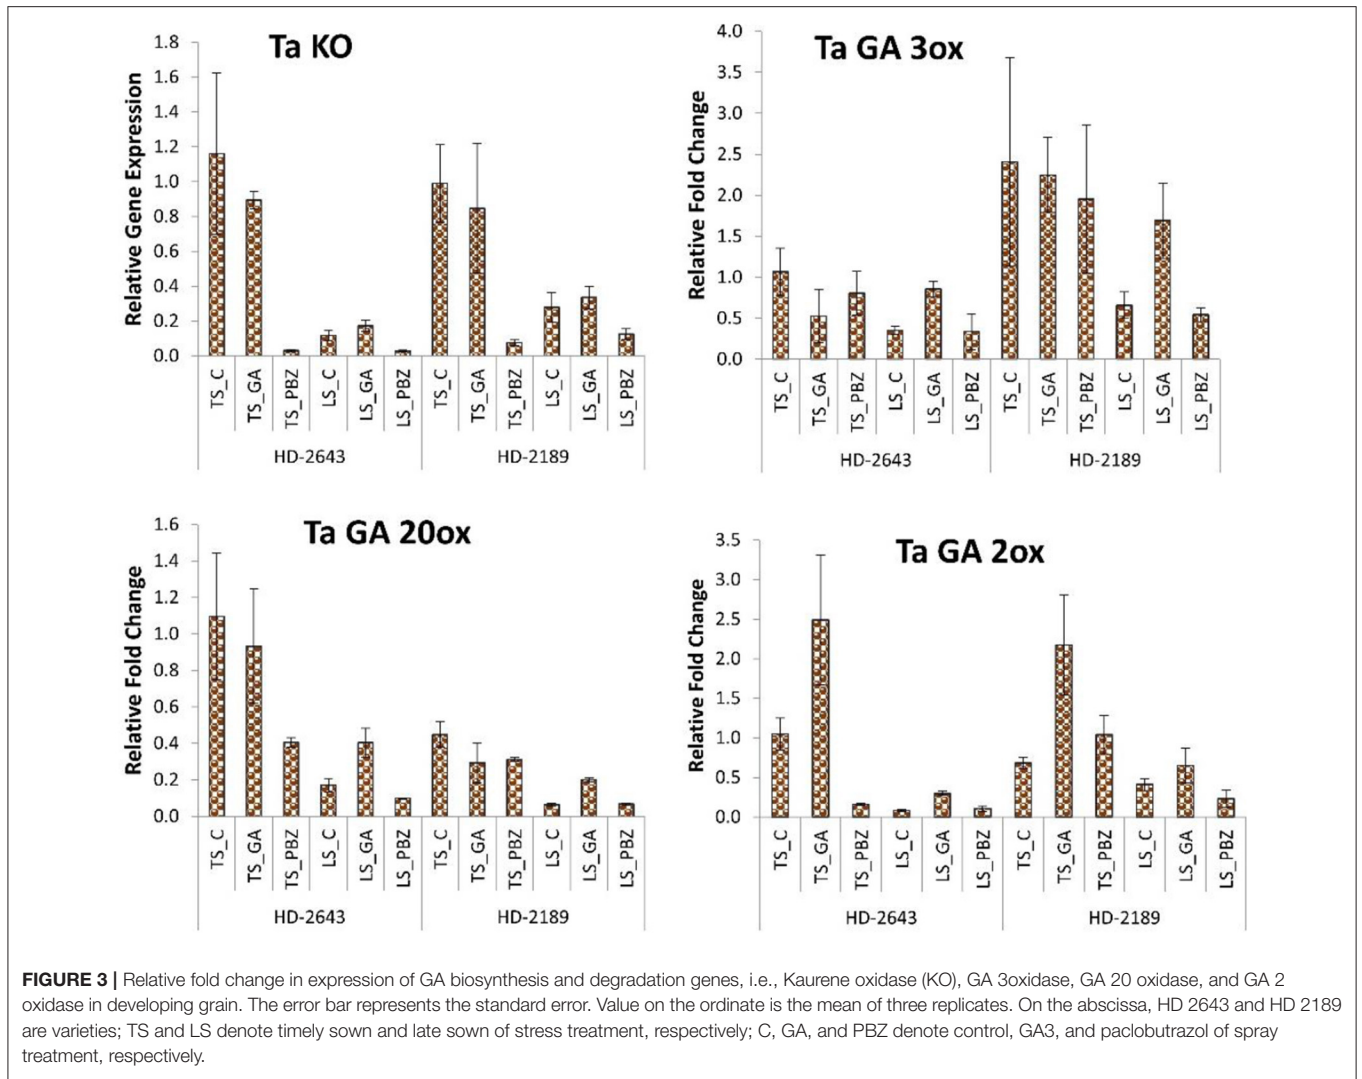 Ta KO
Relative Gene Expression
1.8
1.6
1.4
1.2
1.0
0.8
0.6
0.4
0.2
0.0
TS_C
TS_GA
TS_PBZ
LS_C
LS_GA
LS_PBZ
TS_C
TS_GA
TS_PBZ
LS_C
LS_GA
LS_PBZ
HD-2643
HD-2189
Ta GA 3ox
Relative Fold Change
4.0
3.5
3.0
2.5
2.0
1.5
1.0
0.5
0.0
TS_C
TS_GA
TS_PBZ
LS_C
LS_GA
LS_PBZ
TS_C
TS_GA
TS_PBZ
LS_C
LS_GA
LS_PBZ
HD-2643
HD-2189
Ta GA 20ox
Relative Fold Change
1.6
1.4
1.2
1.0
0.8
0.6
0.4
0.2
0.0
TS_C
TS_GA
TS_PBZ
LS_C
LS_GA
LS_PBZ
TS_C
TS_GA
TS_PBZ
LS_C
LS_GA
LS_PBZ
HD-2643
HD-2189
Ta GA 2ox
Relative Fold Change
3.5
3.0
2.5
2.0
1.5
1.0
0.5
0.0
TS_C
TS_GA
TS_PBZ
LS_C
LS_GA
LS_PBZ
TS_C
TS_GA
TS_PBZ
LS_C
LS_GA
LS_PBZ
HD-2643
HD-2189
FIGURE 3 | Relative fold change in expression of GA biosynthesis and degradation genes, i.e., Kaurene oxidase (KO), GA 3oxidase, GA 20 oxidase, and GA 2
oxidase in developing grain. The error bar represents the standard error. Value on the ordinate is the mean of three replicates. On the abscissa, HD 2643 and HD 2189
are varieties; TS and LS denote timely sown and late sown of stress treatment, respectively; C, GA, and PBZ denote control, GA3, and paclobutrazol of spray
treatment, respectively.